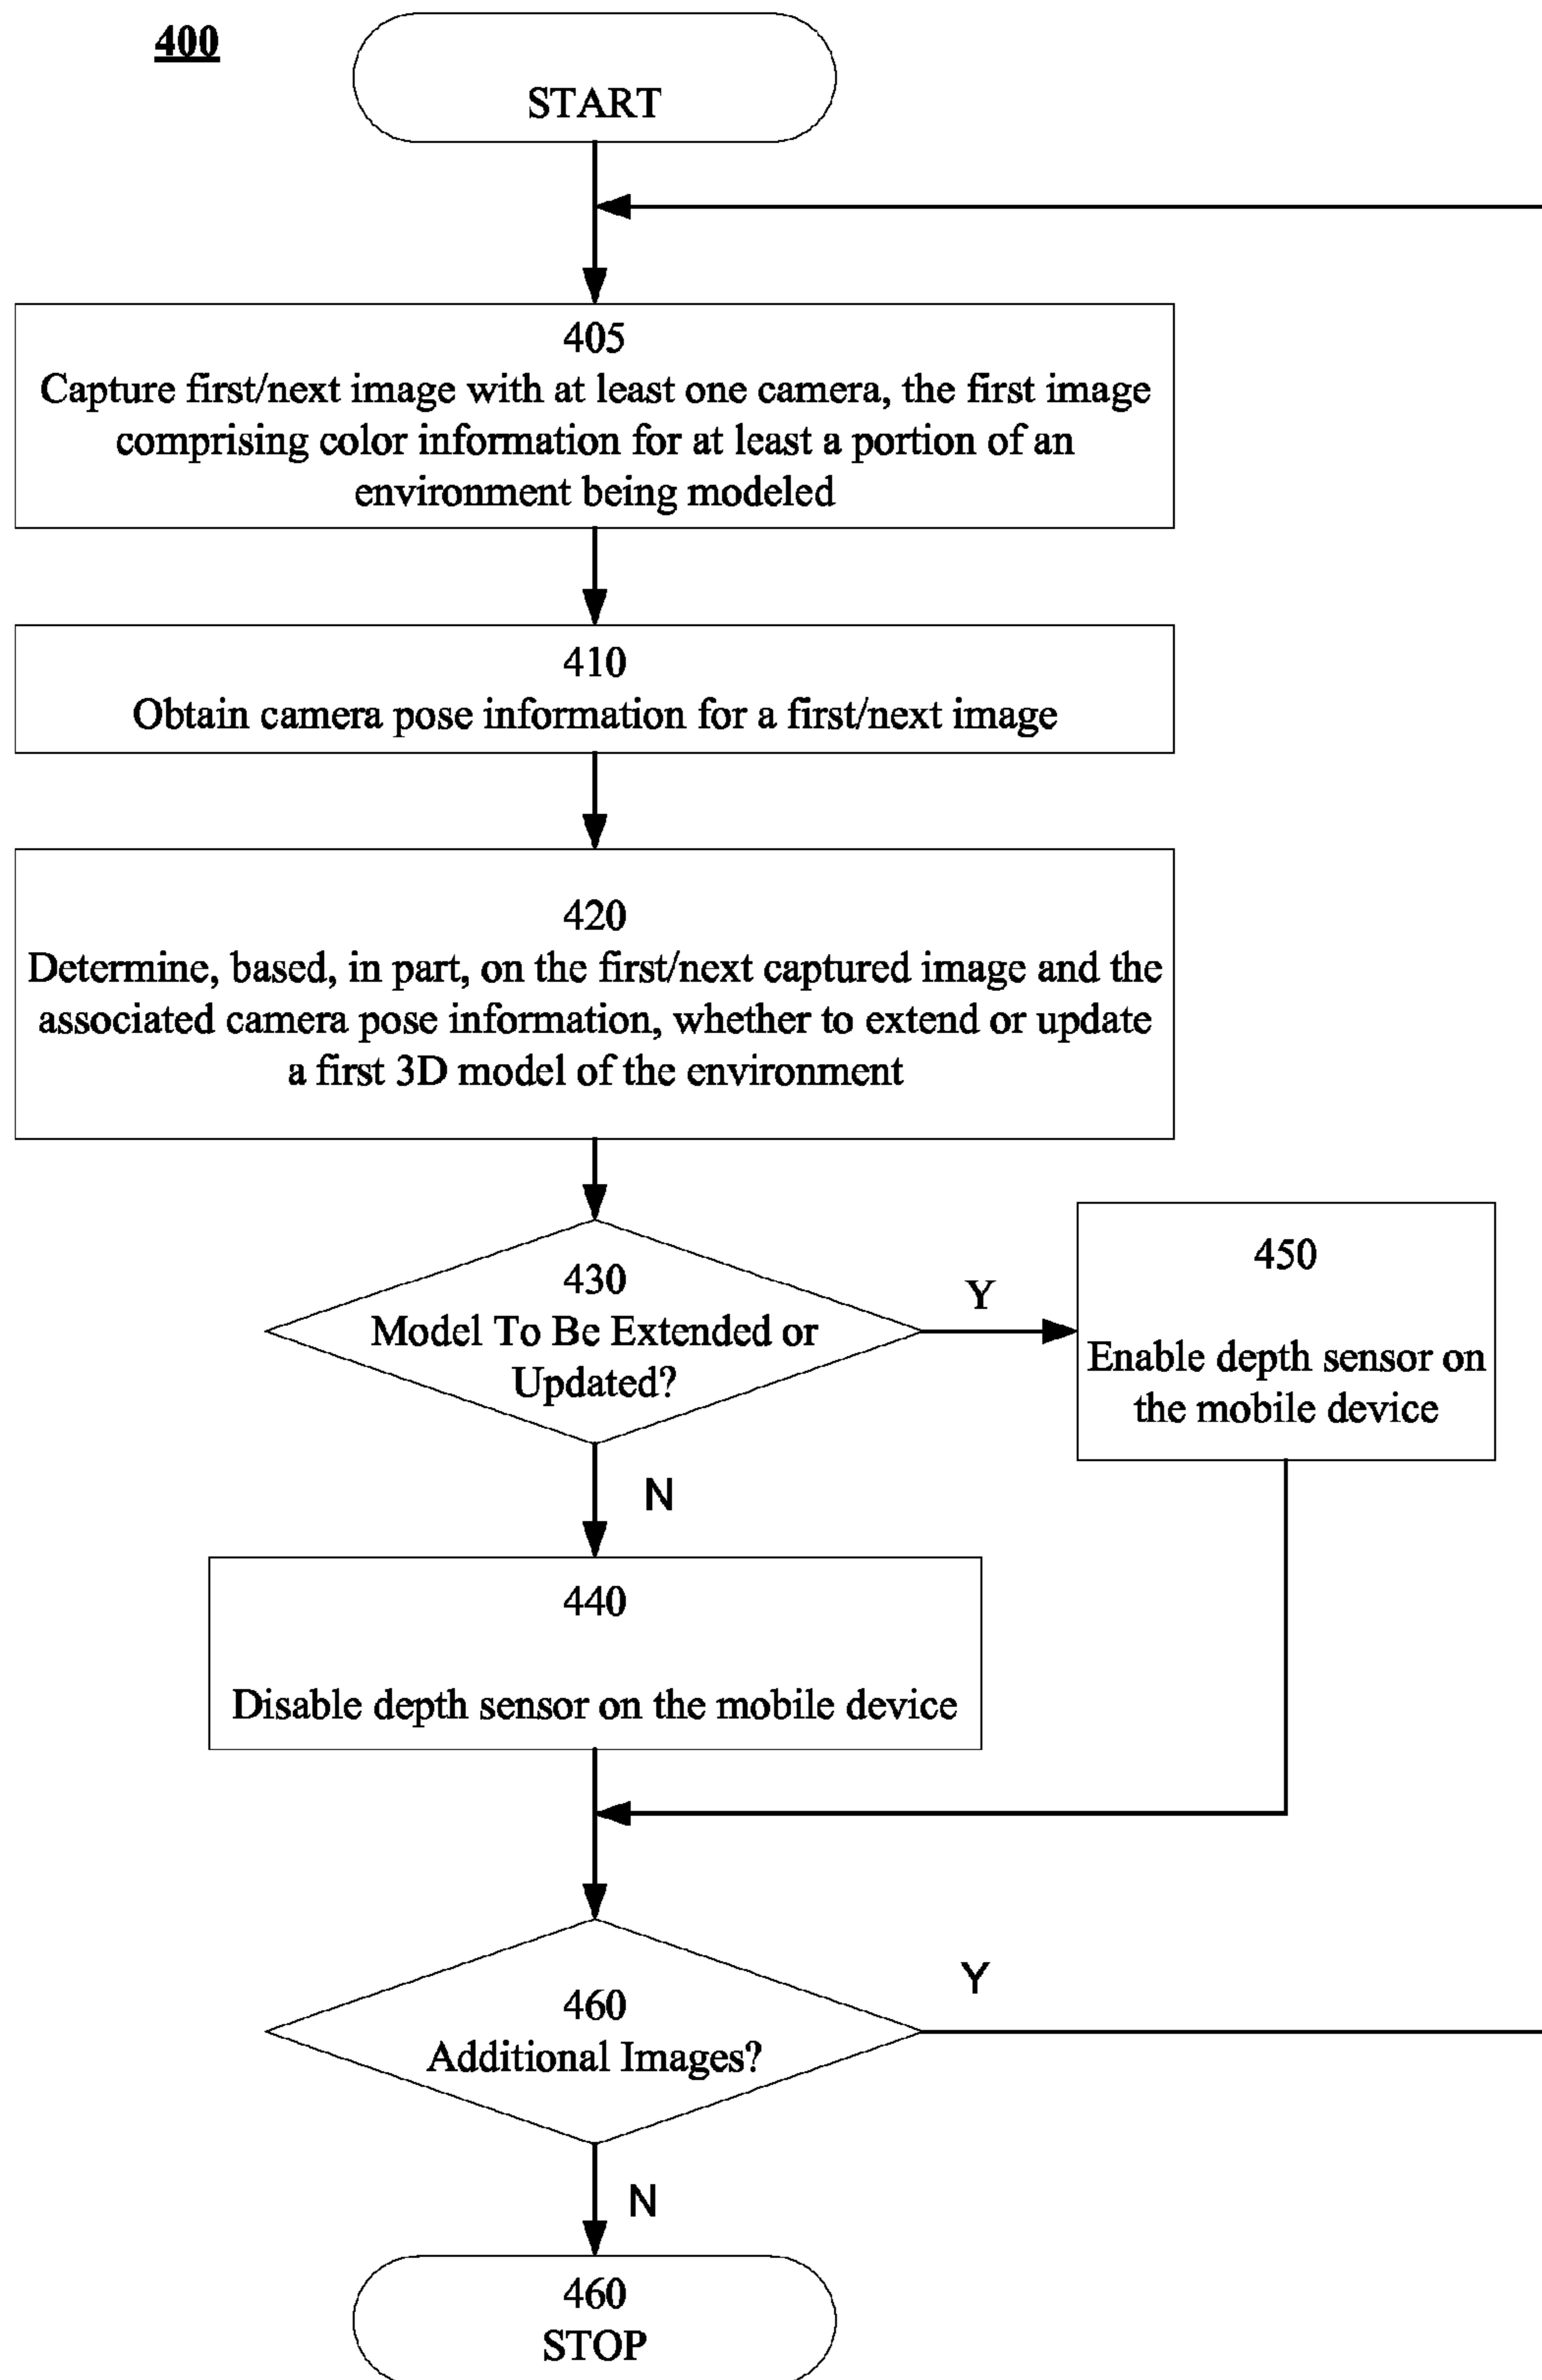 400
START
405
Capture first/next image with at least one camera, the first image
comprising color information for at least a portion of an
environment being modeled
410
Obtain camera pose information for a first/next image
420
Determine, based, in part, on the first/next captured image and the
associated camera pose information, whether to extend or update
a first 3D model of the environment
430
Model To Be Extended or
Updated?
Y
450
Enable depth sensor on
the mobile device
N
440
Disable depth sensor on the mobile device
460
Additional Images?
Y
N
460
STOP